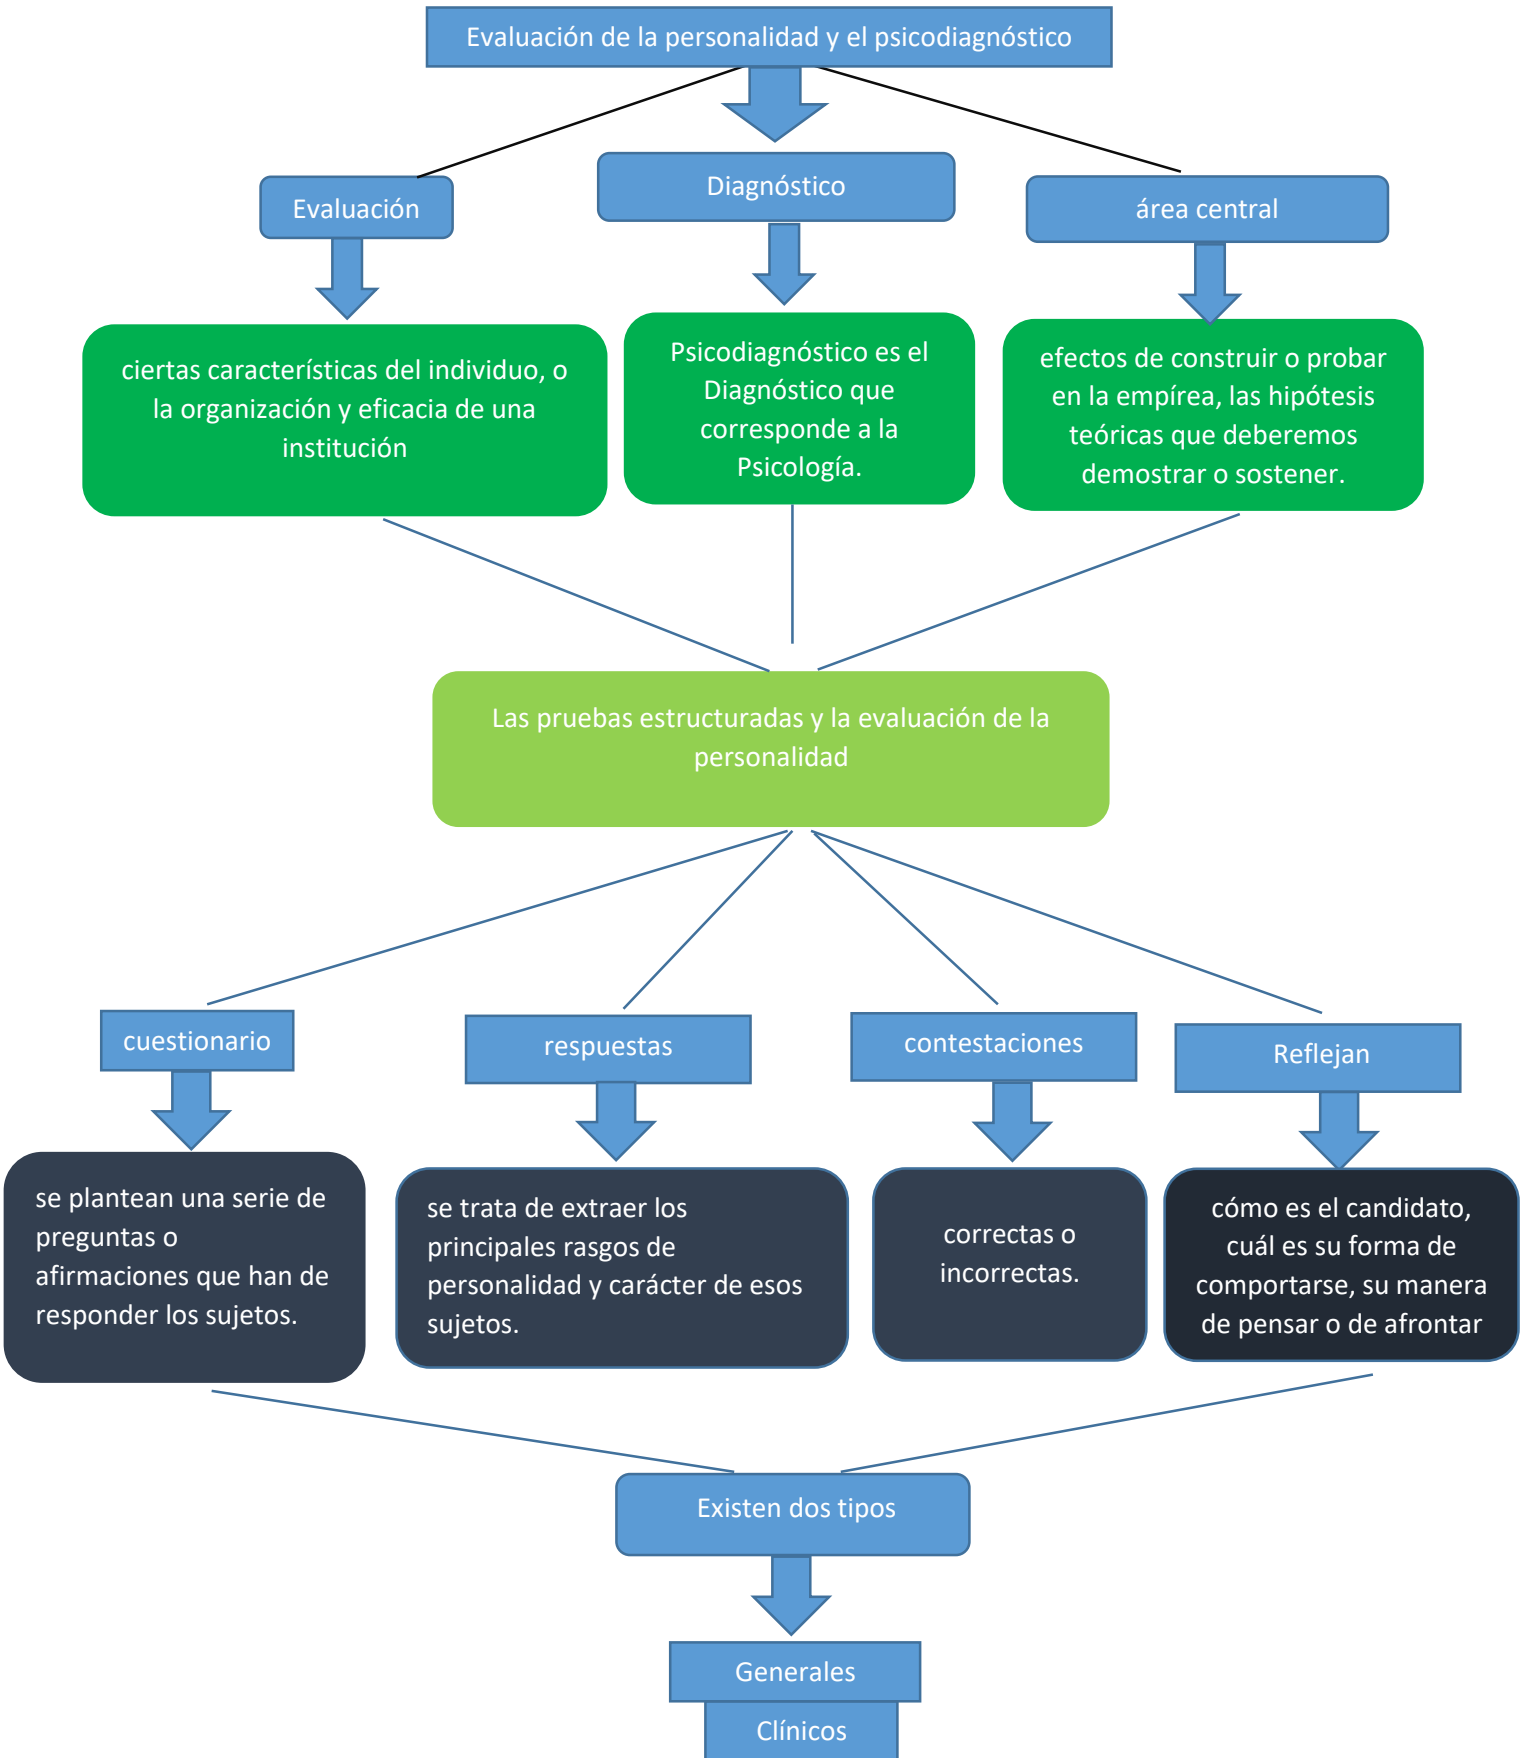 Evaluación de la personalidad y el psicodiagnóstico
Evaluación
Diagnóstico
área central
ciertas características del individuo, o
la organización y eficacia de una
institución
Psicodiagnóstico es el
Diagnóstico que
corresponde a la
Psicología.
efectos de construir o probar
en la empírea, las hipótesis
teóricas que deberemos
demostrar o sostener.
Las pruebas estructuradas y la evaluación de la
personalidad
cuestionario
respuestas
contestaciones
Reflejan
se plantean una serie de
preguntas o
afirmaciones que han de
responder los sujetos.
se trata de extraer los
principales rasgos de
personalidad y carácter de esos
sujetos.
correctas o
incorrectas.
cómo es el candidato,
cuál es su forma de
comportarse, su manera
de pensar o de afrontar
Existen dos tipos
Generales
Clínicos